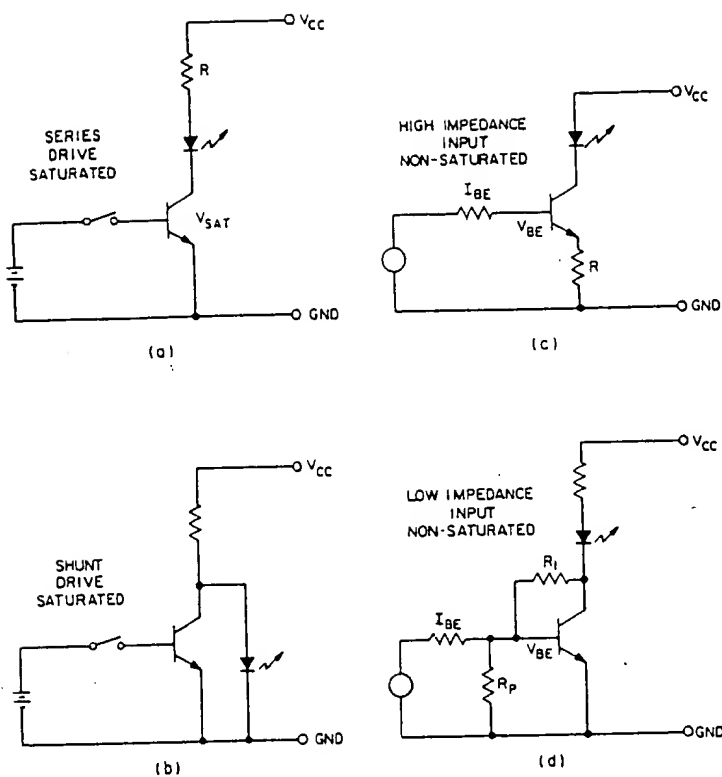 V_CC
R
SERIES
DRIVE
SATURATED
V_SAT
GND
(a)
V_CC
HIGH IMPEDANCE
INPUT
NON-SATURATED
I_BE
V_BE
R
GND
(c)
V_CC
SHUNT
DRIVE
SATURATED
GND
(b)
V_CC
LOW IMPEDANCE
INPUT
NON-SATURATED
R_1
I_BE
V_BE
R_P
GND
(d)